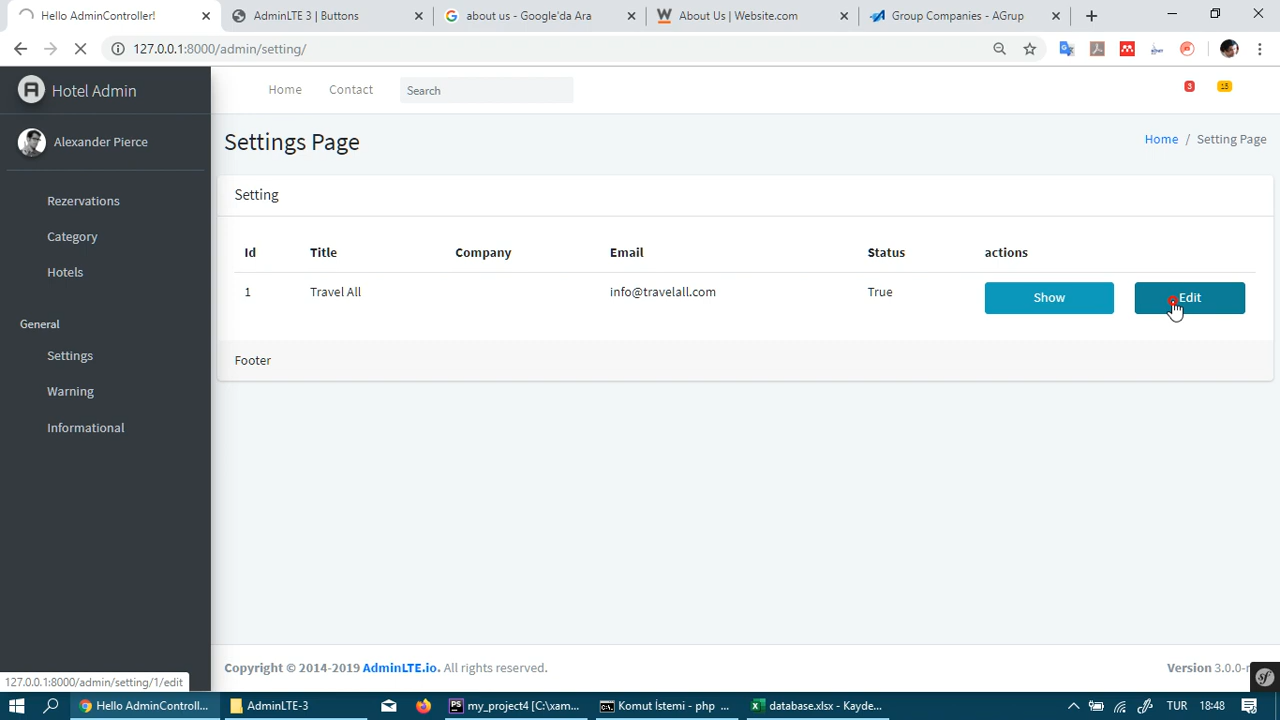 Hello AdminController!
AdminLTE 3 | Buttons
about us - Google'da Ara
About Us | Website.com
Group Companies - AGrup
127.0.0.1:8000/admin/setting/
Hotel Admin
Home
Contact
Search
3
15
Alexander Pierce
Settings Page
Home / Setting Page
Rezervations
Category
Hotels
General
Settings
Warning
Informational
Setting
Id Title Company Email Status actions
1 Travel All info@travelall.com True Show Edit
Footer
Copyright © 2014-2019 AdminLTE.io. All rights reserved.
Version 3.0.0-r
127.0.0.1:8000/admin/setting/1/edit
Hello AdminControll...
AdminLTE-3
my_project4 [C:\xam...
Komut İstemi - php ...
database.xlsx - Kayde...
TUR
18:48